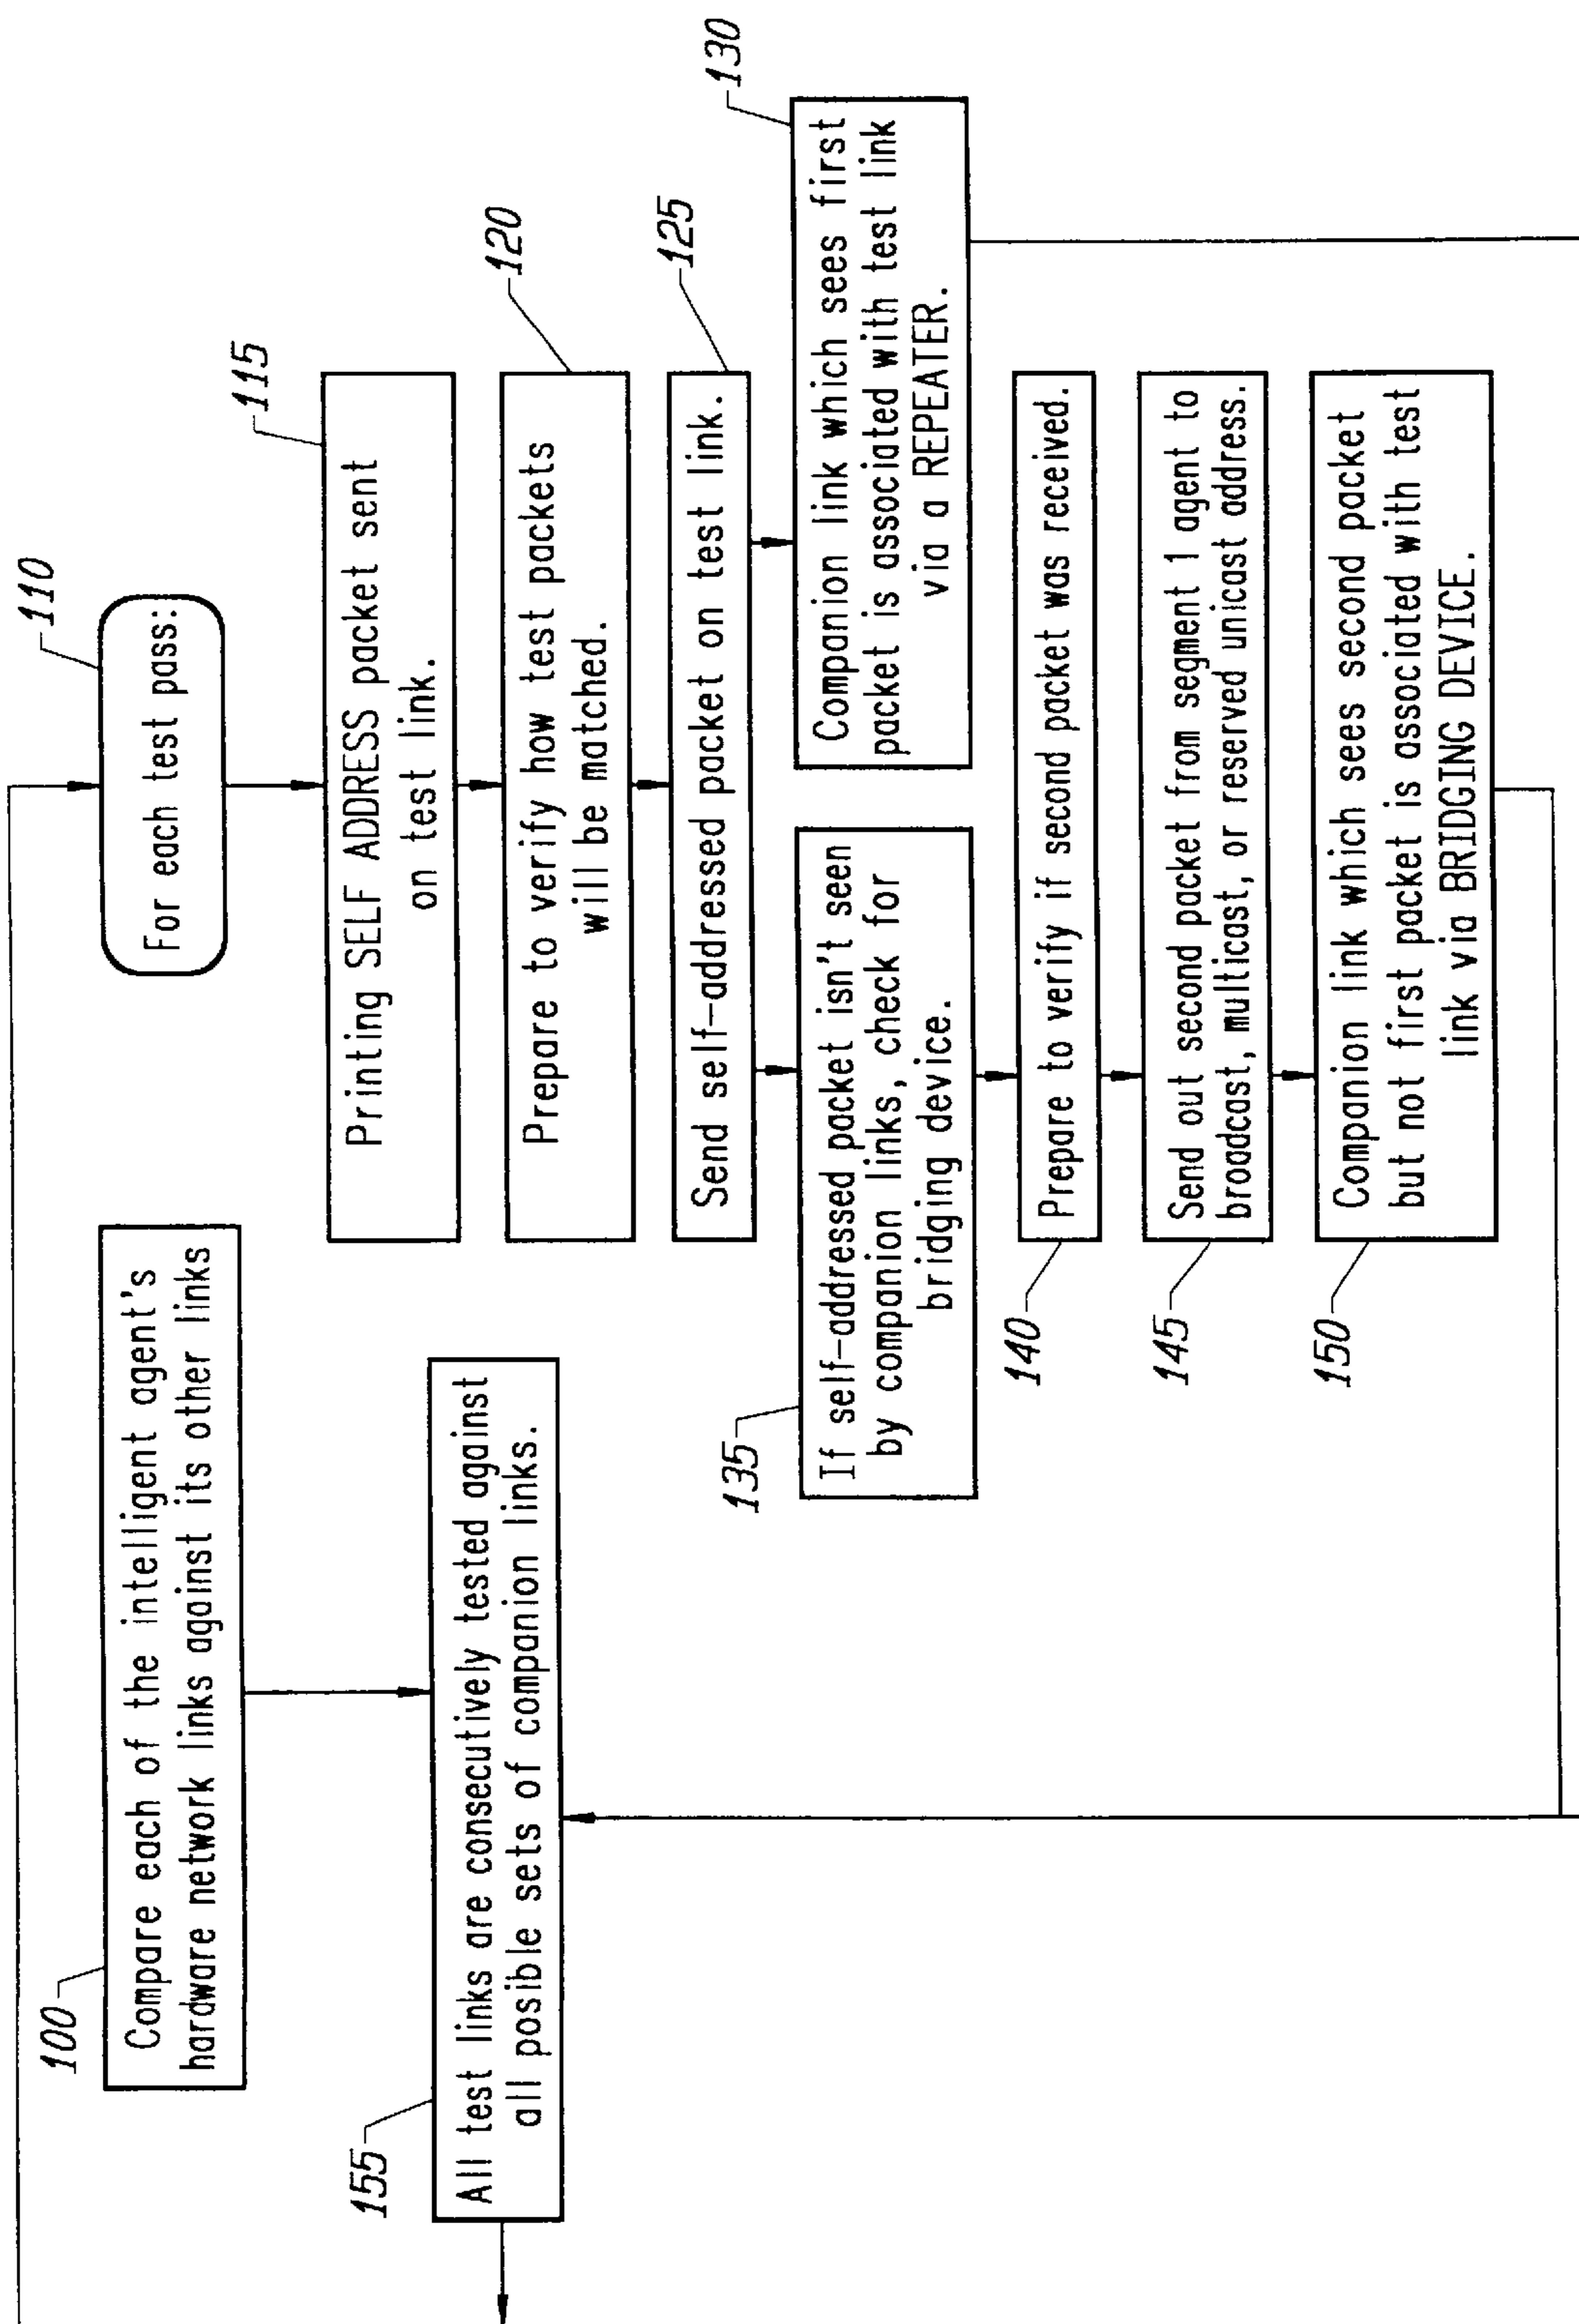 100
Compare each of the intelligent agent's
hardware network links against its other links
155
All test links are consecutively tested against
all posible sets of companion links.
110
For each test pass:
115
Printing SELF ADDRESS packet sent
on test link.
120
Prepare to verify how test packets
will be matched.
125
Send self-addressed packet on test link.
130
Companion link which sees first
packet is associated with test link
via a REPEATER.
135
If self-addressed packet isn't seen
by companion links, check for
bridging device.
140
Prepare to verify if second packet was received.
145
Send out second packet from segment 1 agent to
broadcast, multicast, or reserved unicast address.
150
Companion link which sees second packet
but not first packet is associated with test
link via BRIDGING DEVICE.